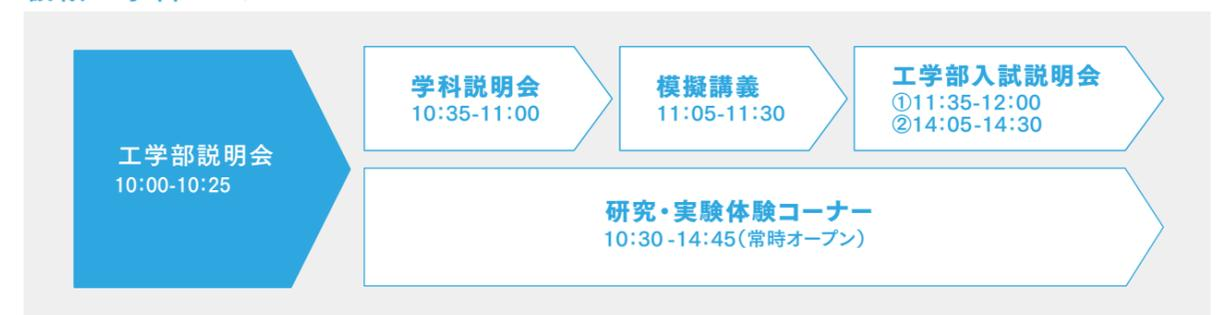 工学部説明会
10:00-10:25
学科説明会
10:35-11:00
模擬講義
11:05-11:30
工学部入試説明会
①11:35-12:00
②14:05-14:30
研究・実験体験コーナー
10:30-14:45(常時オープン)